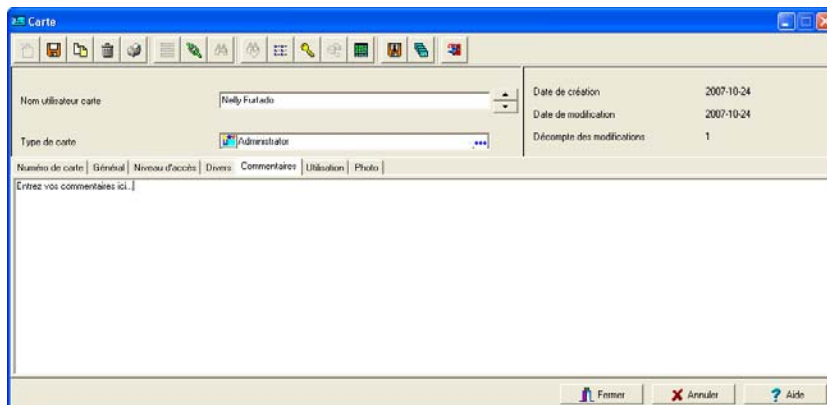 Carte
Nom utilisateur carte
Nelly Furtado
Date de création 2007-10-24
Date de modification 2007-10-24
Type de carte
Administrator
Décompte des modifications 1
Numéro de carte Général Niveau d'accès Divers Commentaires Utilisation Photo
Entrez vos commentaires ici...
Fermer Annuler Aide